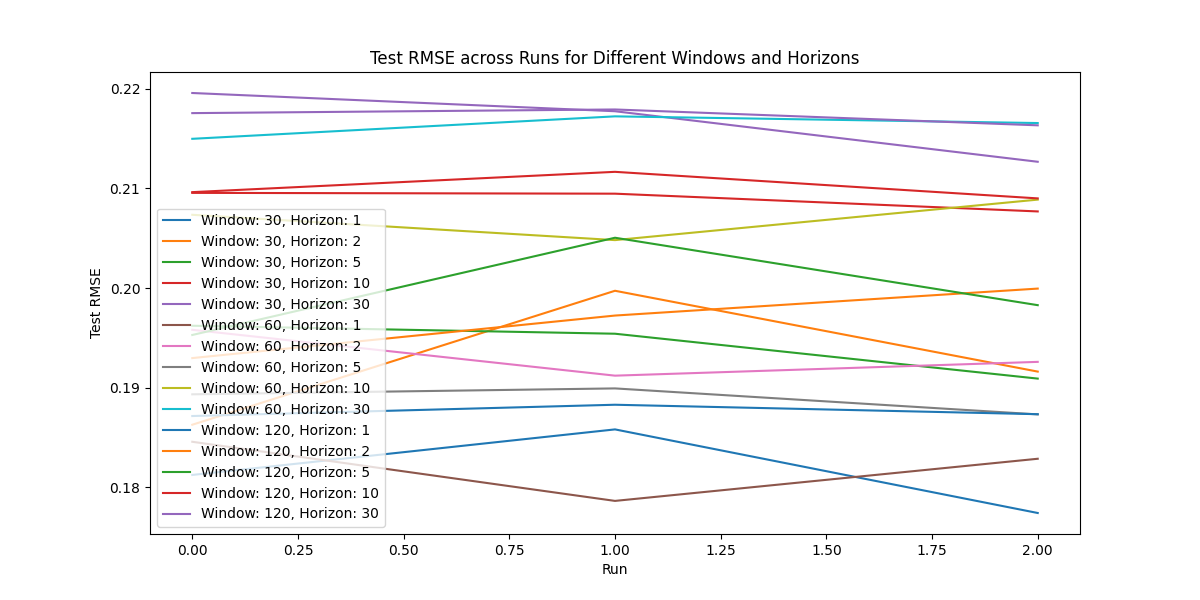 Test RMSE across Runs for Different Windows and Horizons
0.22
0.21
0.20
0.19
0.18
Test RMSE
Window: 30, Horizon: 1
Window: 30, Horizon: 2
Window: 30, Horizon: 5
Window: 30, Horizon: 10
Window: 30, Horizon: 30
Window: 60, Horizon: 1
Window: 60, Horizon: 2
Window: 60, Horizon: 5
Window: 60, Horizon: 10
Window: 60, Horizon: 30
Window: 120, Horizon: 1
Window: 120, Horizon: 2
Window: 120, Horizon: 5
Window: 120, Horizon: 10
Window: 120, Horizon: 30
0.00 0.25 0.50 0.75 1.00 1.25 1.50 1.75 2.00
Run